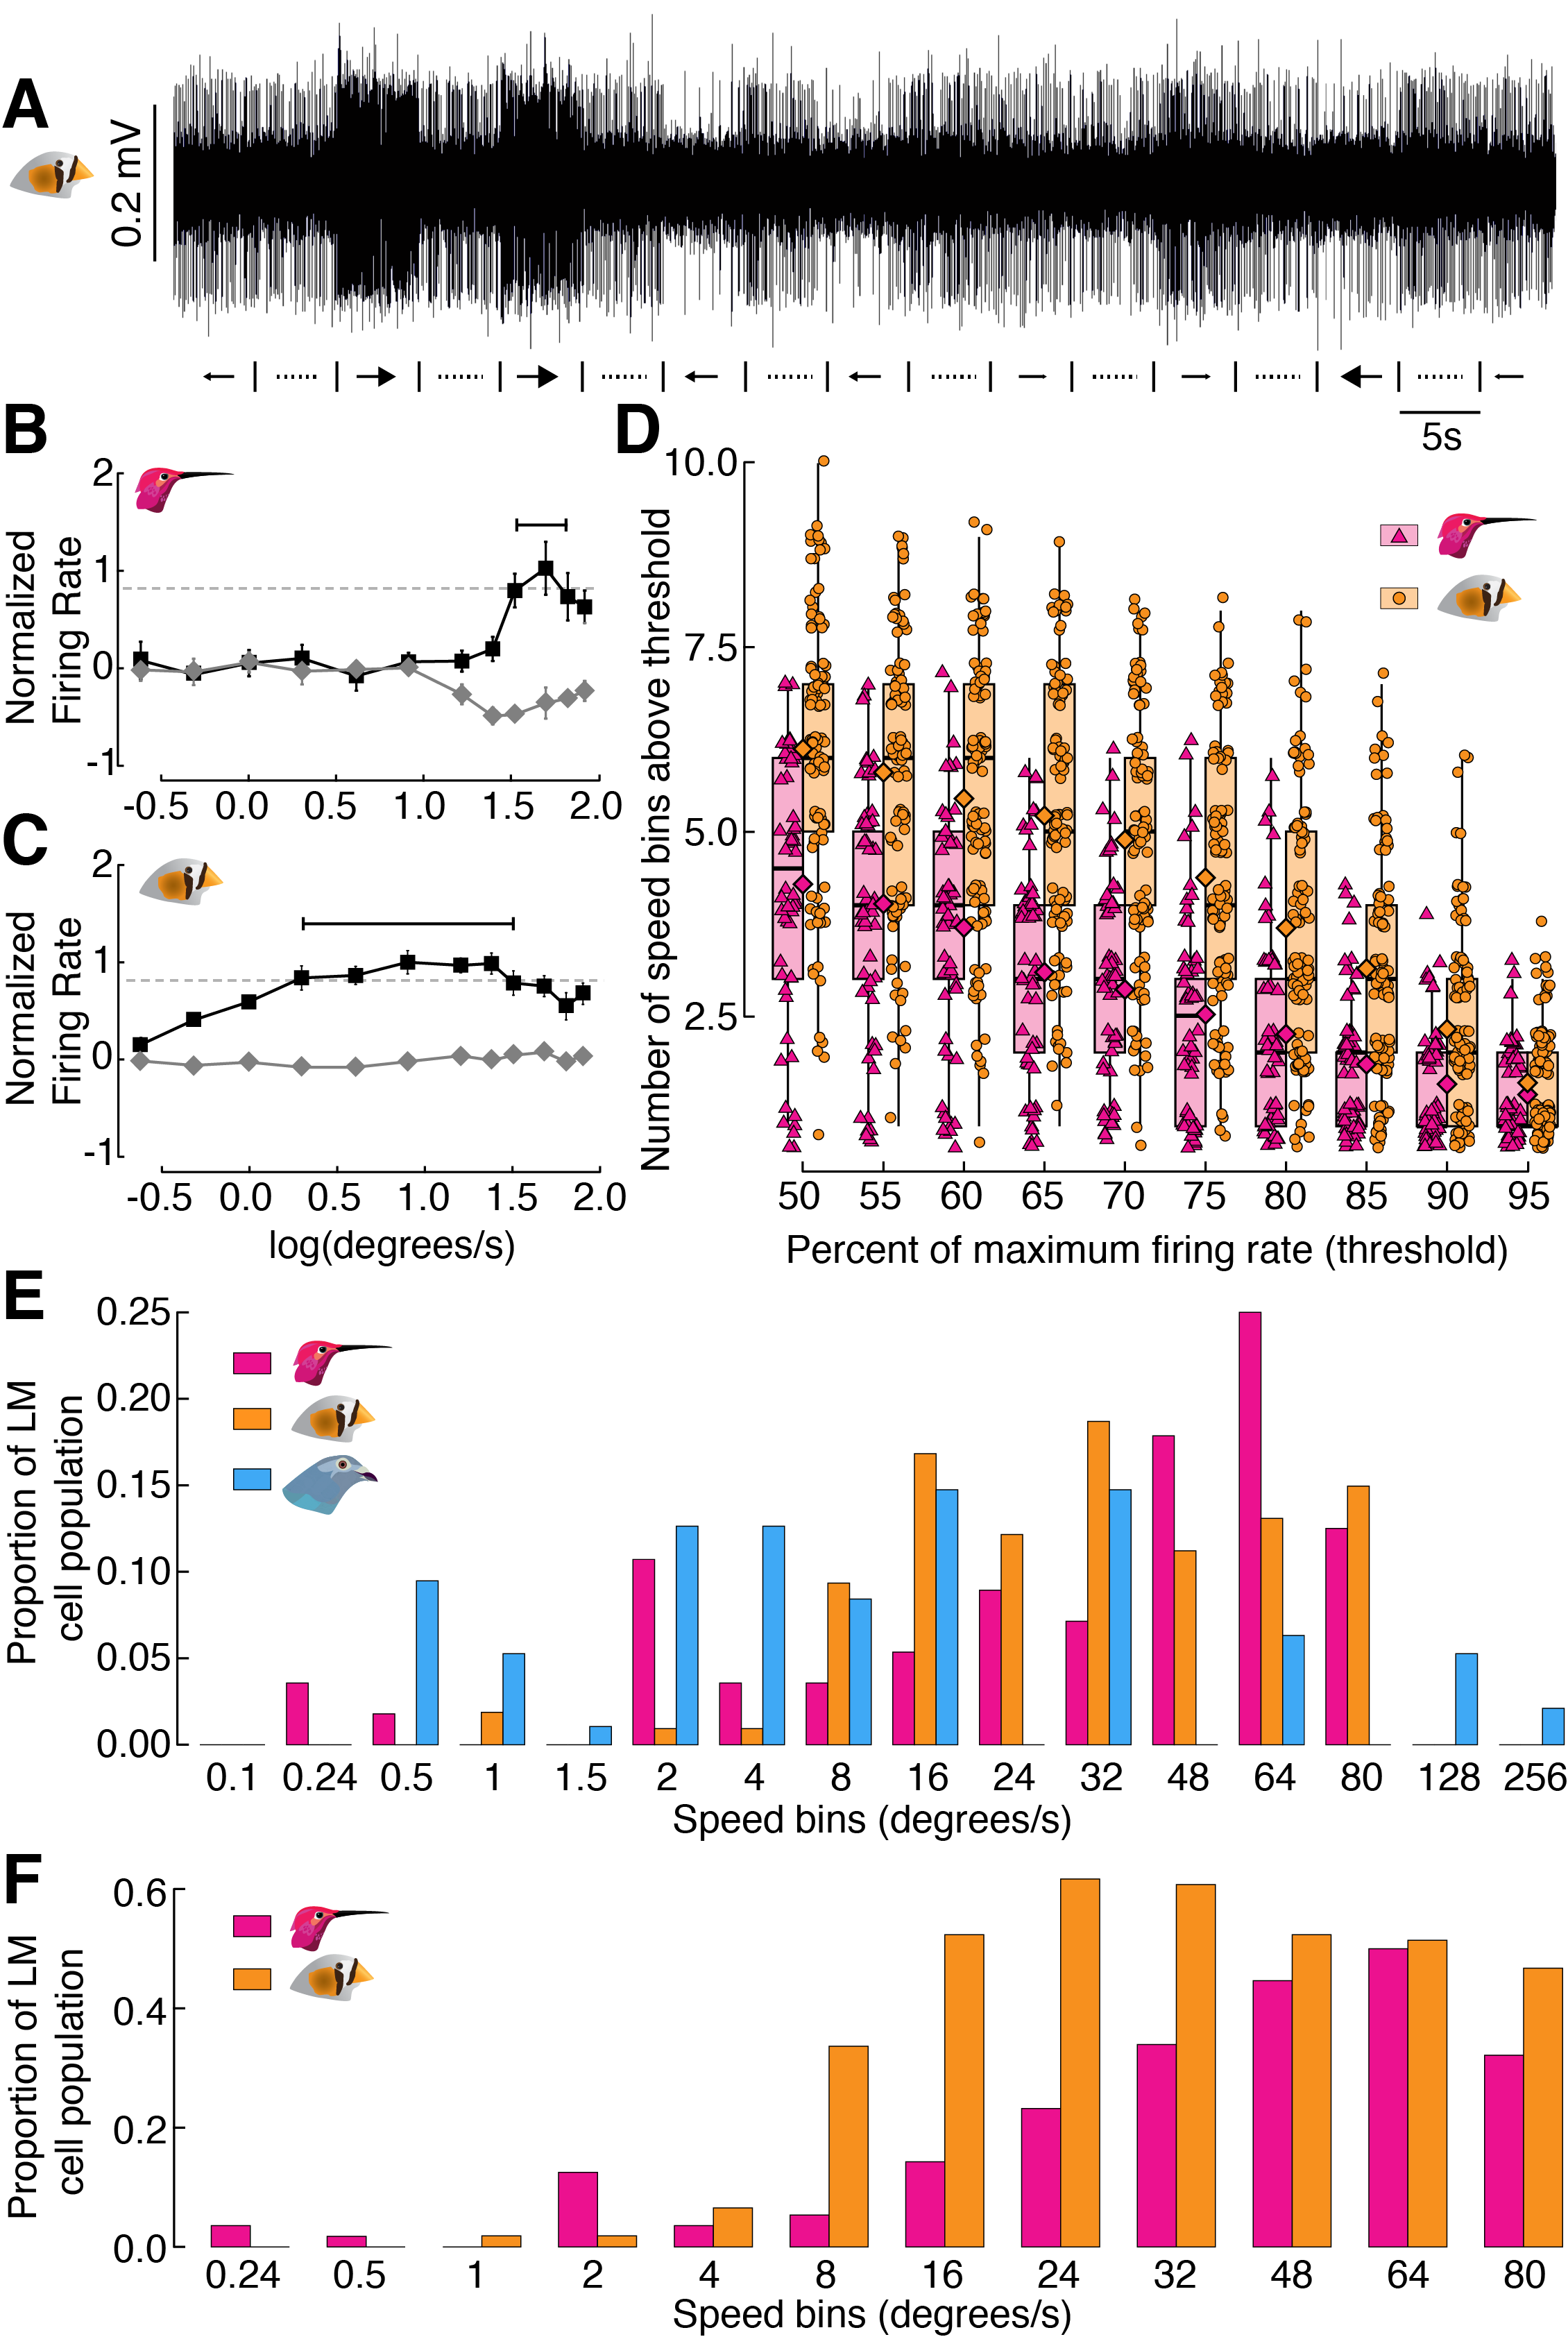 A
0.2 mV
5s
B
2
1
0
-1
Normalized
Firing Rate
-0.5 0.0 0.5 1.0 1.5 2.0
C
2
1
0
-1
Normalized
Firing Rate
-0.5 0.0 0.5 1.0 1.5 2.0
log(degrees/s)
D
10.0
7.5
5.0
2.5
Number of speed bins above threshold
50 55 60 65 70 75 80 85 90 95
Percent of maximum firing rate (threshold)
E
0.25
0.20
0.15
0.10
0.05
0.00
Proportion of LM
cell population
0.1 0.24 0.5 1 1.5 2 4 8 16 24 32 48 64 80 128 256
Speed bins (degrees/s)
F
0.6
0.4
0.2
0.0
Proportion of LM
cell population
0.24 0.5 1 2 4 8 16 24 32 48 64 80
Speed bins (degrees/s)